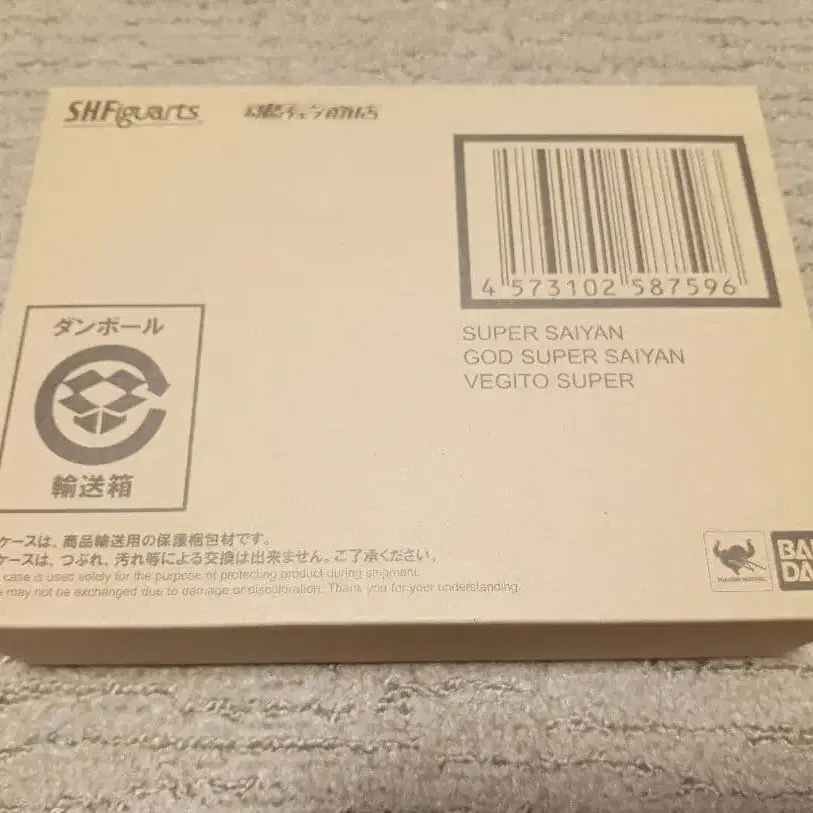 S.H.Figuarts 魂ウェブ商店
4 573102 587596
SUPER SAIYAN
GOD SUPER SAIYAN
VEGITO SUPER
ダンボール
輸送箱
ケースは、商品輸送用の保護梱包材です。
ケースは、つぶれ、汚れ等による交換は出来ません。ご了承ください。
case is used solely for the purpose of protecting product during shipment.
may not be exchanged due to damage or discoloration. Thank you for your understanding.
BAN
DA